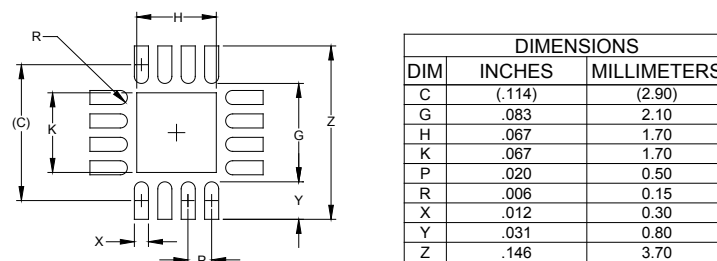 H
R
(C)
K
G
Z
Y
X
P
DIMENSIONS
DIM INCHES MILLIMETERS
C (.114) (2.90)
G .083 2.10
H .067 1.70
K .067 1.70
P .020 0.50
R .006 0.15
X .012 0.30
Y .031 0.80
Z .146 3.70